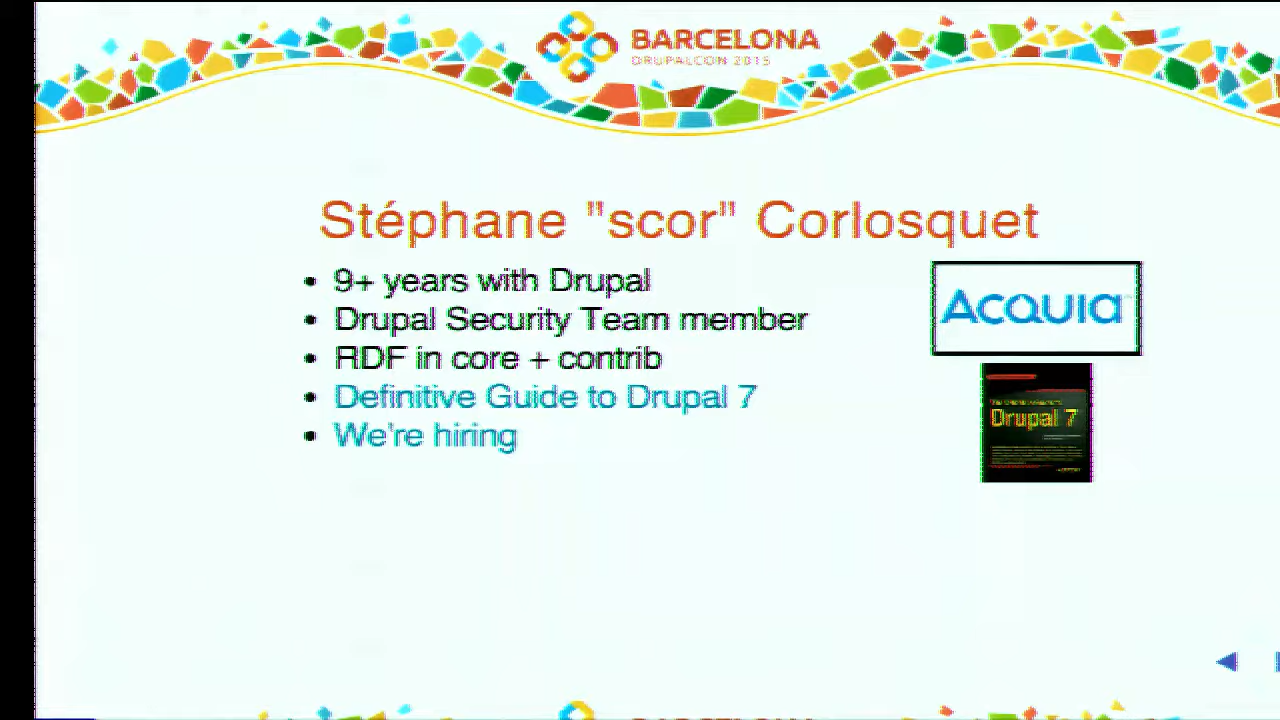 BARCELONA
DRUPALCON 2015
Stéphane "scor" Corlosquet
• 9+ years with Drupal
• Drupal Security Team member
• RDF in core + contrib
• Definitive Guide to Drupal 7
• We're hiring
ACQUIA
Drupal 7